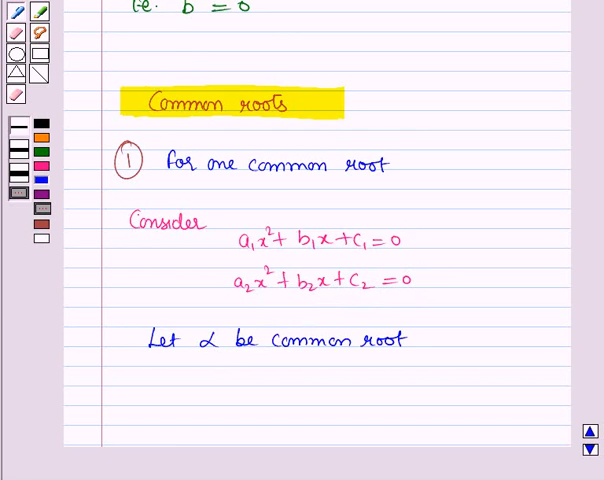 i.e. b = 0
Common roots
① For one common root
Consider
a₁x² + b₁x + c₁ = 0
a₂x² + b₂x + c₂ = 0
Let α be common root